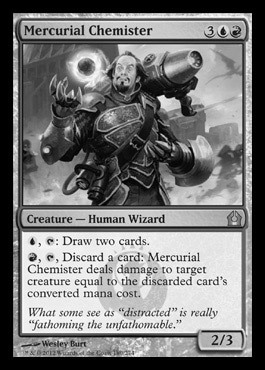 Mercurial Chemister 3
Creature — Human Wizard
, : Draw two cards.
, , Discard a card: Mercurial
Chemister deals damage to target
creature equal to the discarded card's
converted mana cost.
What some see as “distracted” is really
“fathoming the unfathomable.”
Wesley Burt
2/3